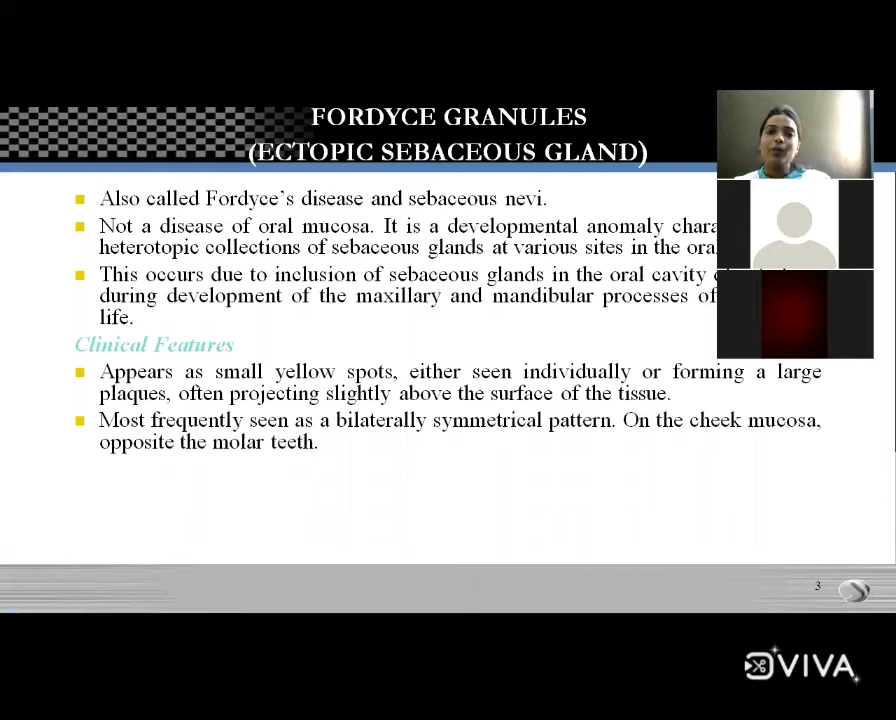 FORDYCE GRANULES
(ECTOPIC SEBACEOUS GLAND)
Also called Fordyce's disease and sebaceous nevi.
Not a disease of oral mucosa. It is a developmental anomaly
heterotopic collections of sebaceous glands at various sites in the
This occurs due to inclusion of sebaceous glands in the oral cavity
during development of the maxillary and mandibular processes of
life.
Clinical Features
Appears as small yellow spots, either seen individually or forming a large
plaques, often projecting slightly above the surface of the tissue.
Most frequently seen as a bilaterally symmetrical pattern. On the cheek mucosa,
opposite the molar teeth.
3
VIVA